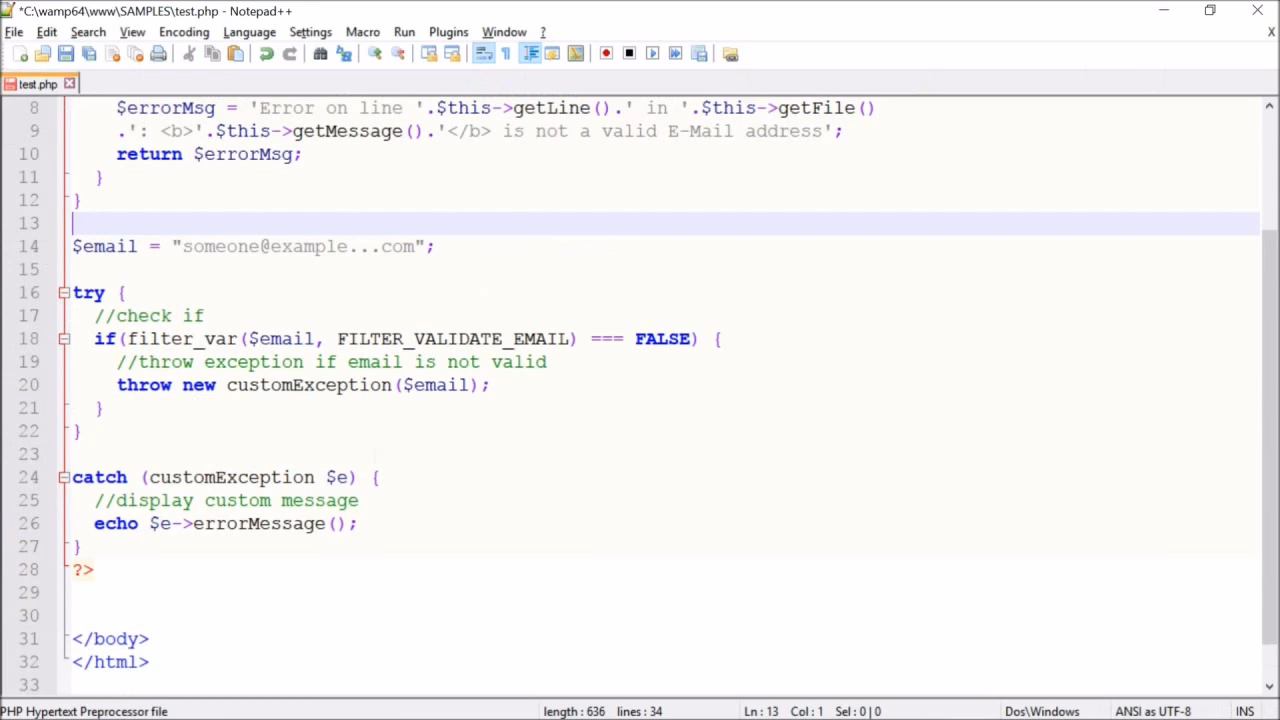 *C:\wamp64\www\SAMPLES\test.php - Notepad++
File Edit Search View Encoding Language Settings Macro Run Plugins Window ? X
test.php
8 $errorMsg = 'Error on line '.$this->getLine().' in '.$this->getFile()
9 .': <b>'.$this->getMessage().'</b> is not a valid E-Mail address';
10 return $errorMsg;
11 }
12 }
13
14 $email = "someone@example...com";
15
16 try {
17 //check if
18 if(filter_var($email, FILTER_VALIDATE_EMAIL) === FALSE) {
19 //throw exception if email is not valid
20 throw new customException($email);
21 }
22 }
23
24 catch (customException $e) {
25 //display custom message
26 echo $e->errorMessage();
27 }
28 ?>
29
30
31 </body>
32 </html>
33
PHP Hypertext Preprocessor file length : 636 lines : 34 Ln : 13 Col : 1 Sel : 0 | 0 Dos\Windows ANSI as UTF-8 INS